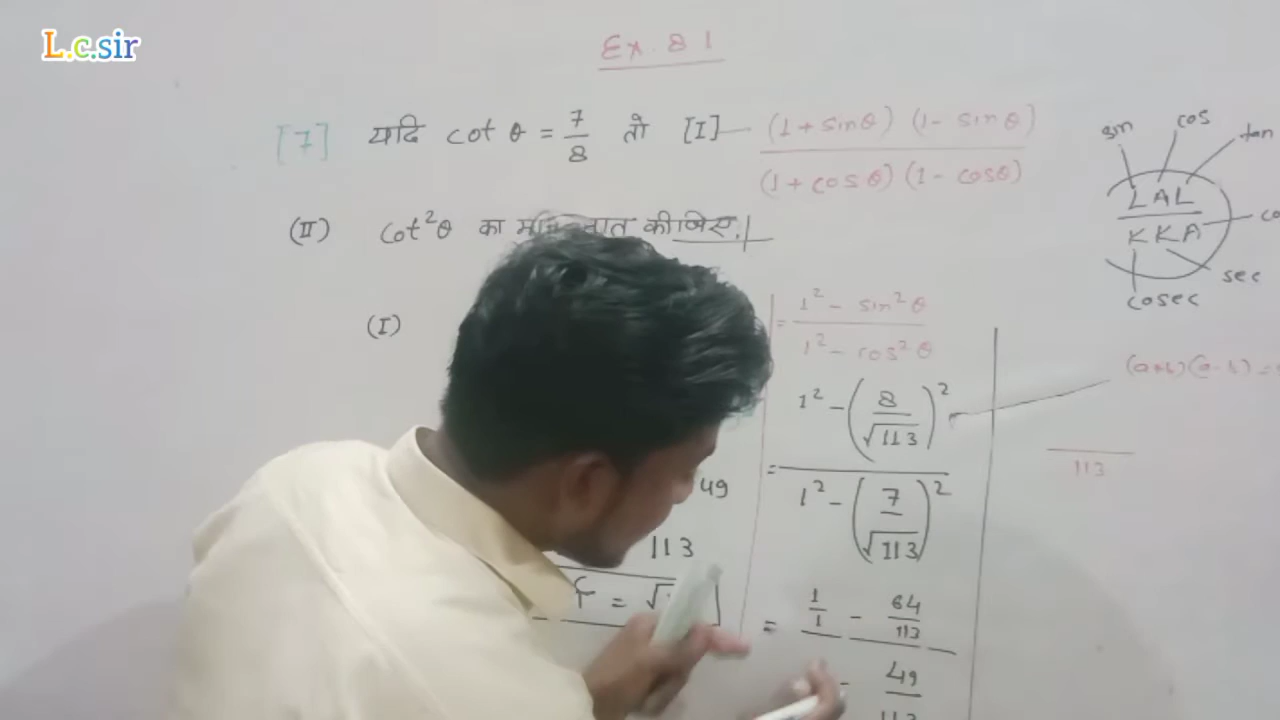 L.c.sir
Ex. 8 1
[7] यदि cot θ = 7/8 तो [I] — (1 + sinθ) (1 - sinθ) / (1 + cosθ) (1 - cosθ)
(II) cot²θ का ज्ञात कीजिए.|
sin cos tan
LAL
KKA
cosec sec
(I)
= 1² - sin²θ / 1² - cos²θ
(a+b)(a-b) =
= 1² - (8/√113)² / 1² - (7/√113)²
113
49
113
r = √
= 1/1 - 64/113
- 49/113